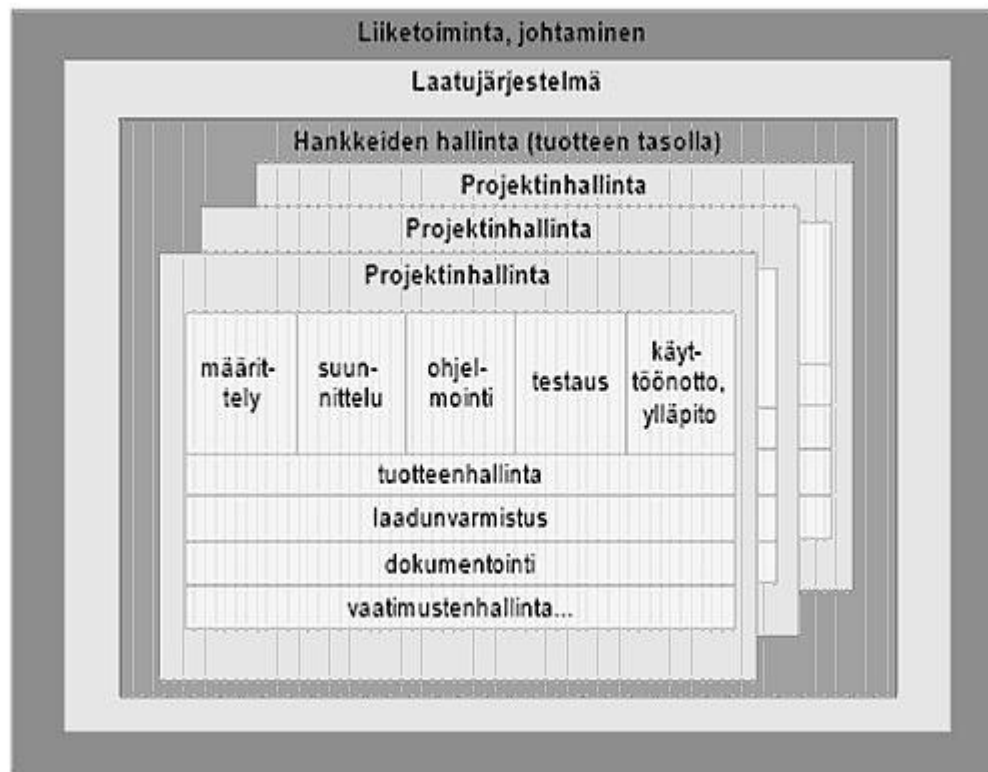 Liiketoiminta, johtaminen
Laatujärjestelmä
Hankkeiden hallinta (tuotteen tasolla)
Projektinhallinta
Projektinhallinta
Projektinhallinta
määrit-
tely
suun-
nittelu
ohjel-
mointi
testaus
käyt-
töönotto,
ylläpito
tuotteenhallinta
laadunvarmistus
dokumentointi
vaatimustenhallinta...